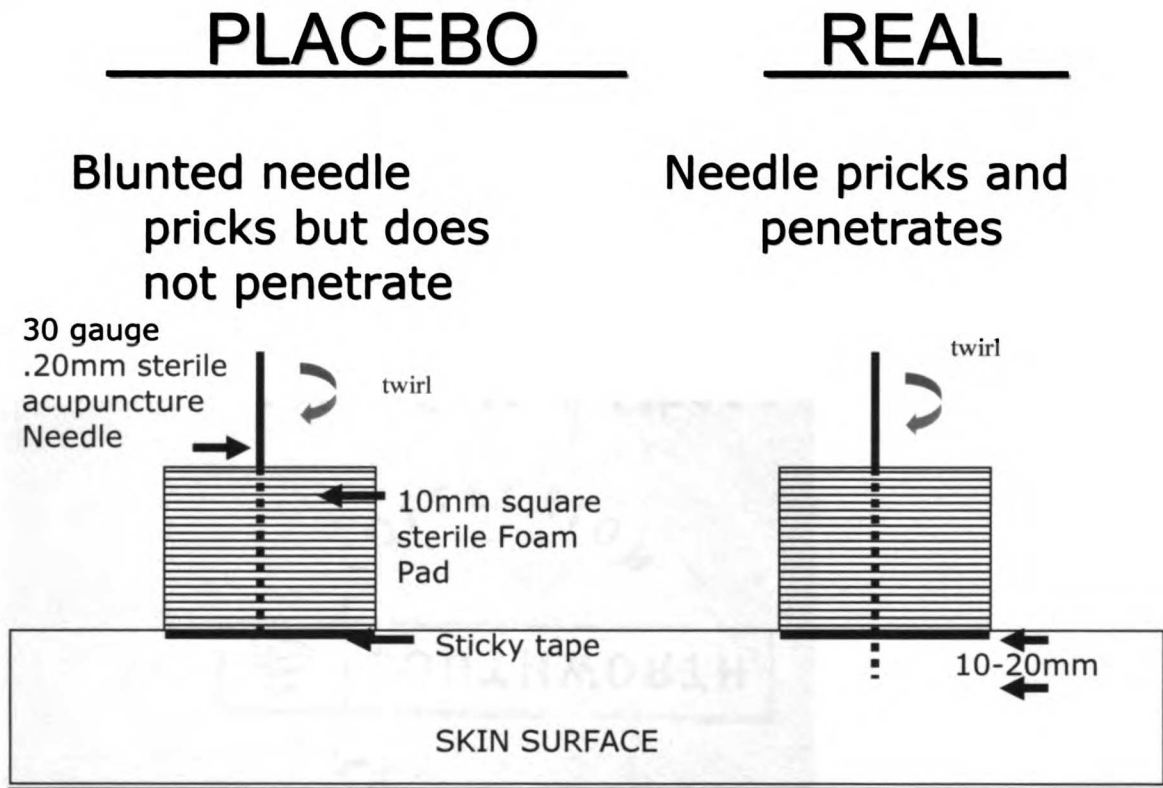 PLACEBO
REAL
Blunted needle
pricks but does
not penetrate
Needle pricks and
penetrates
30 gauge
.20mm sterile
acupuncture
Needle
twirl
twirl
10mm square
sterile Foam
Pad
Sticky tape
10-20mm
SKIN SURFACE